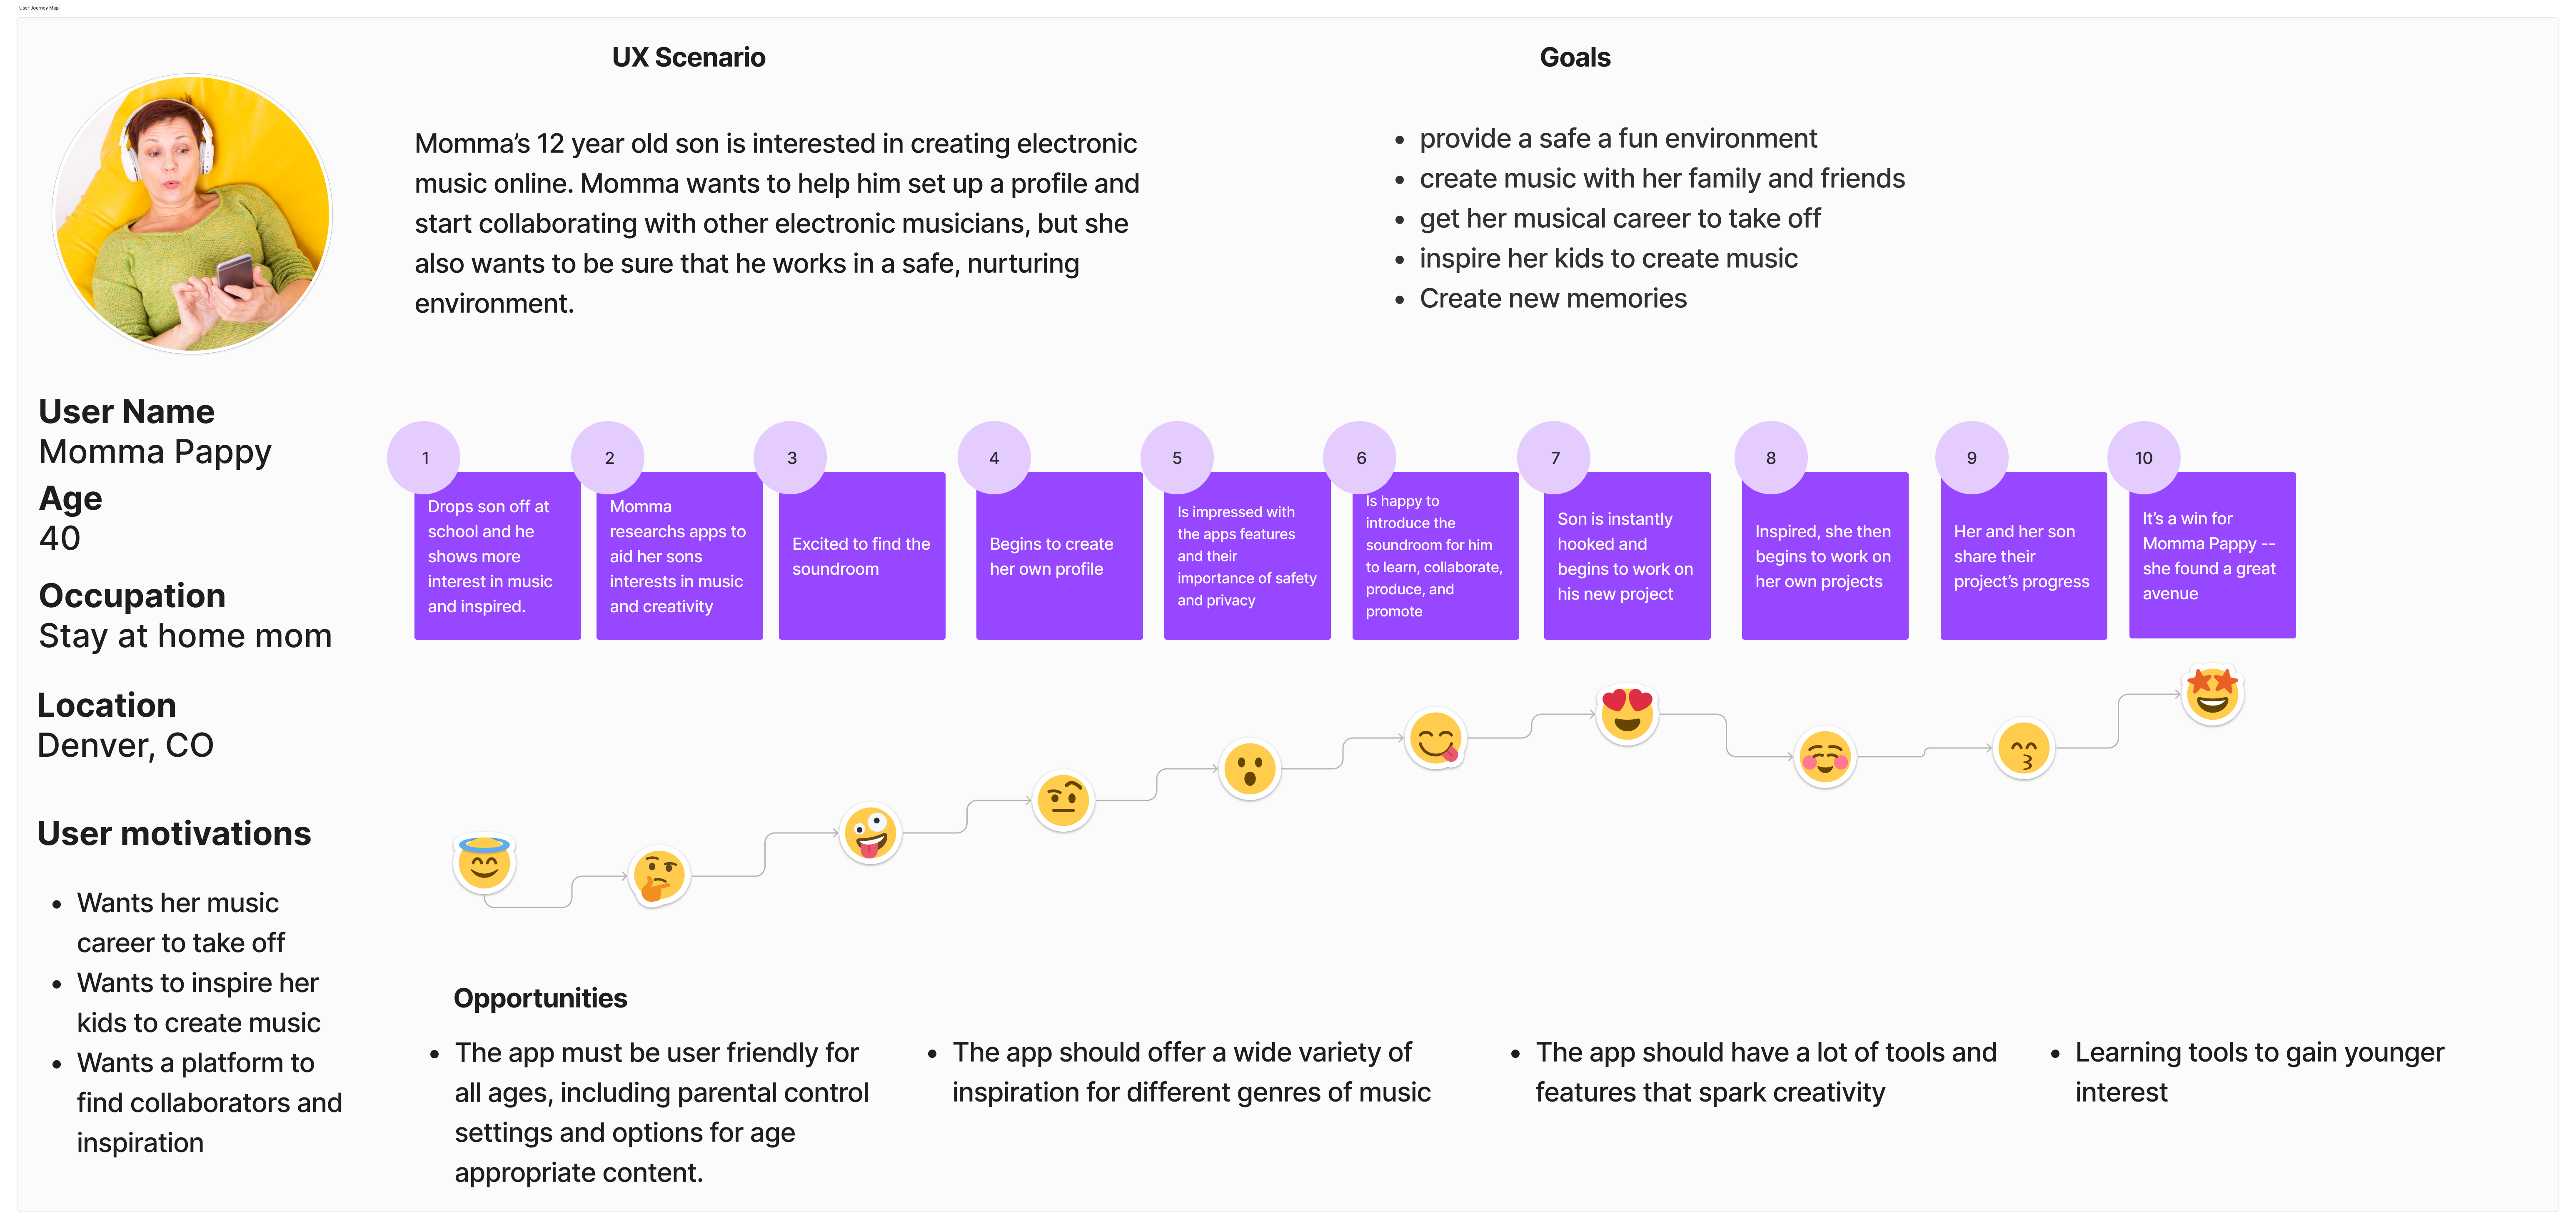 User Journey Map
UX Scenario
Momma’s 12 year old son is interested in creating electronic
music online. Momma wants to help him set up a profile and
start collaborating with other electronic musicians, but she
also wants to be sure that he works in a safe, nurturing
environment.
Goals
• provide a safe a fun environment
• create music with her family and friends
• get her musical career to take off
• inspire her kids to create music
• Create new memories
User Name
Momma Pappy
Age
40
Occupation
Stay at home mom
Location
Denver, CO
User motivations
• Wants her music
career to take off
• Wants to inspire her
kids to create music
• Wants a platform to
find collaborators and
inspiration
1
Drops son off at
school and he
shows more
interest in music
and inspired.
2
Momma
researchs apps to
aid her sons
interests in music
and creativity
3
Excited to find the
soundroom
4
Begins to create
her own profile
5
Is impressed with
the apps features
and their
importance of safety
and privacy
6
Is happy to
introduce the
soundroom for him
to learn, collaborate,
produce, and
promote
7
Son is instantly
hooked and
begins to work on
his new project
8
Inspired, she then
begins to work on
her own projects
9
Her and her son
share their
project’s progress
10
It’s a win for
Momma Pappy --
she found a great
avenue
Opportunities
• The app must be user friendly for
all ages, including parental control
settings and options for age
appropriate content.
• The app should offer a wide variety of
inspiration for different genres of music
• The app should have a lot of tools and
features that spark creativity
• Learning tools to gain younger
interest